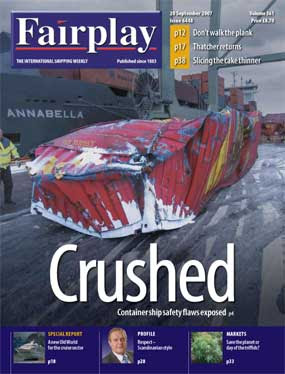 Fairplay
THE INTERNATIONAL SHIPPING WEEKLY
Published since 1883
20 September 2007
Volume 361
Issue 6448
Price £8.70
p12 Don't walk the plank
p17 Thatcher returns
p38 Slicing the cake thinner
ANNABELLA
Crushed
Containership safety flaws exposed p4
SPECIAL REPORT
A new Old World
for the cruise sector
p18
PROFILE
Respect –
Scandinavian style
p28
MARKETS
Save the planet or
day of the triffids?
p33